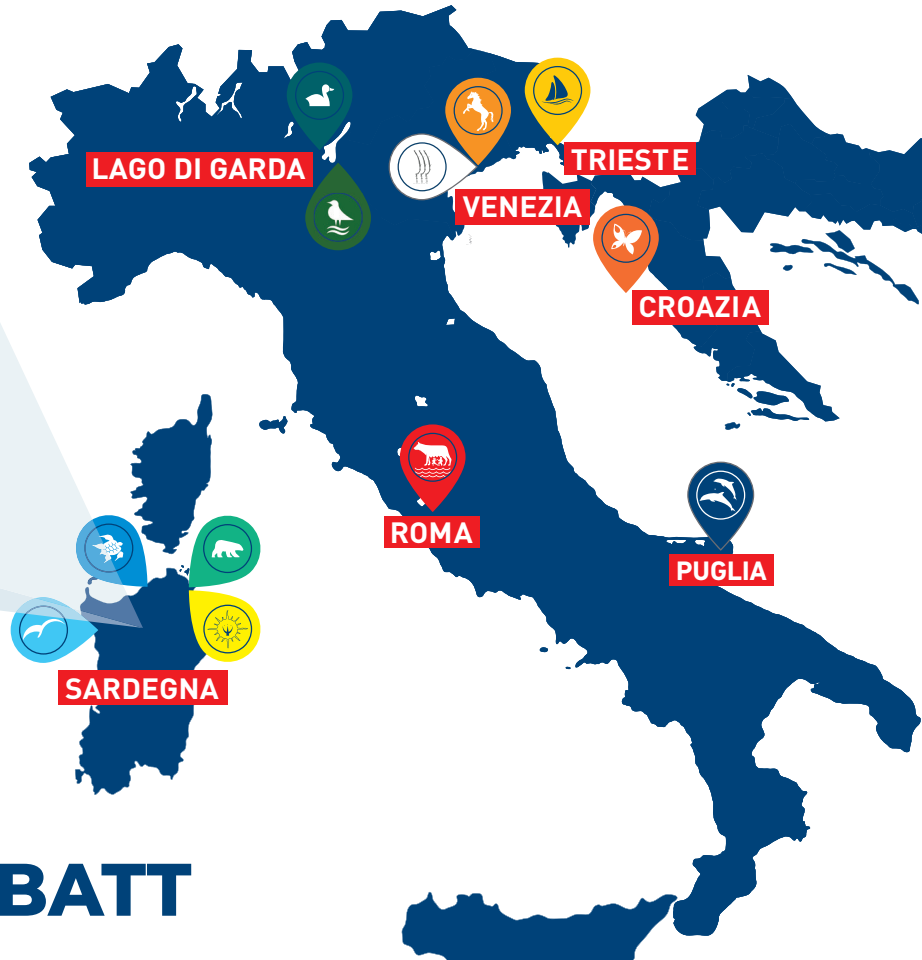 LAGO DI GARDA
TRIESTE
VENEZIA
CROAZIA
ROMA
PUGLIA
SARDEGNA
BATT